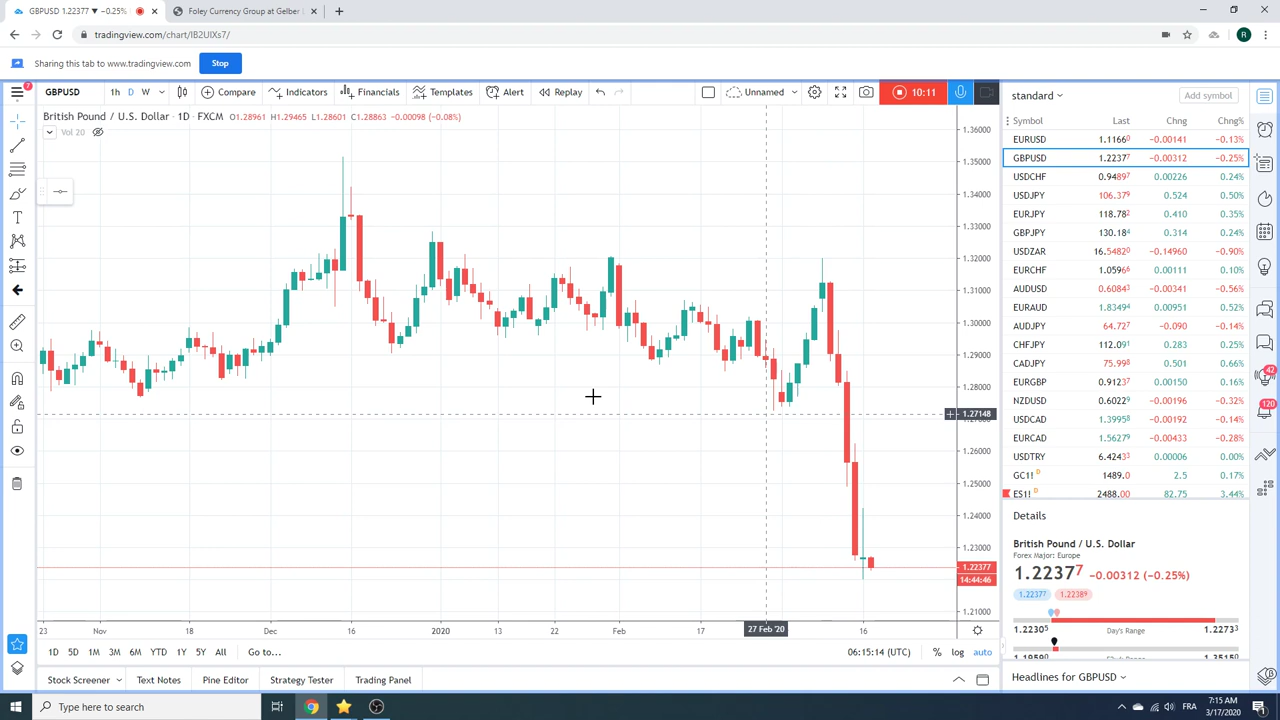 GBPUSD 1.22377 ▼ −0.25%
Foley Currency Group at Gelber
tradingview.com/chart/IB2UIXs7/
R
Sharing this tab to www.tradingview.com Stop
7
GBPUSD 1h D W Compare Indicators Financials Templates Alert Replay Unnamed 10:11
British Pound / U.S. Dollar · 1D · FXCM O1.28961 H1.29465 L1.28601 C1.28863 −0.00098 (−0.08%)
Vol 20
1.36000
1.35000
1.34000
1.33000
1.32000
1.31000
1.30000
1.29000
1.28000
1.27148
1.26000
1.25000
1.24000
1.23000
1.22377
14:44:46
1.21000
23 Nov 18 Dec 16 2020 13 22 Feb 17 27 Feb '20 16
1D 5D 1M 3M 6M YTD 1Y 5Y All Go to... 06:15:14 (UTC) % log auto
Stock Screener Text Notes Pine Editor Strategy Tester Trading Panel
standard Add symbol
Symbol Last Chng Chng%
EURUSD 1.11660 −0.00141 −0.13%
GBPUSD 1.22377 −0.00312 −0.25%
USDCHF 0.94897 0.00226 0.24%
USDJPY 106.379 0.524 0.50%
EURJPY 118.782 0.410 0.35%
GBPJPY 130.184 0.314 0.24%
USDZAR 16.54820 −0.14960 −0.90%
EURCHF 1.05966 0.00111 0.10%
AUDUSD 0.60843 −0.00341 −0.56%
EURAUD 1.83494 0.00951 0.52%
AUDJPY 64.727 −0.090 −0.14%
CHFJPY 112.091 0.283 0.25%
CADJPY 75.998 0.501 0.66%
EURGBP 0.91237 0.00150 0.16%
NZDUSD 0.60229 −0.00196 −0.32%
USDCAD 1.39958 −0.00192 −0.14%
EURCAD 1.56279 −0.00433 −0.28%
USDTRY 6.42433 0.00006 0.00%
GC1! D 1489.0 2.5 0.17%
ES1! D 2488.00 82.75 3.44%
42
120
Details
British Pound / U.S. Dollar
Forex Major: Europe
1.22377 −0.00312 (−0.25%)
1.22377 1.22389
1.22305 Day's Range 1.22733
Headlines for GBPUSD
Type here to search
FRA 7:15 AM
3/17/2020
1